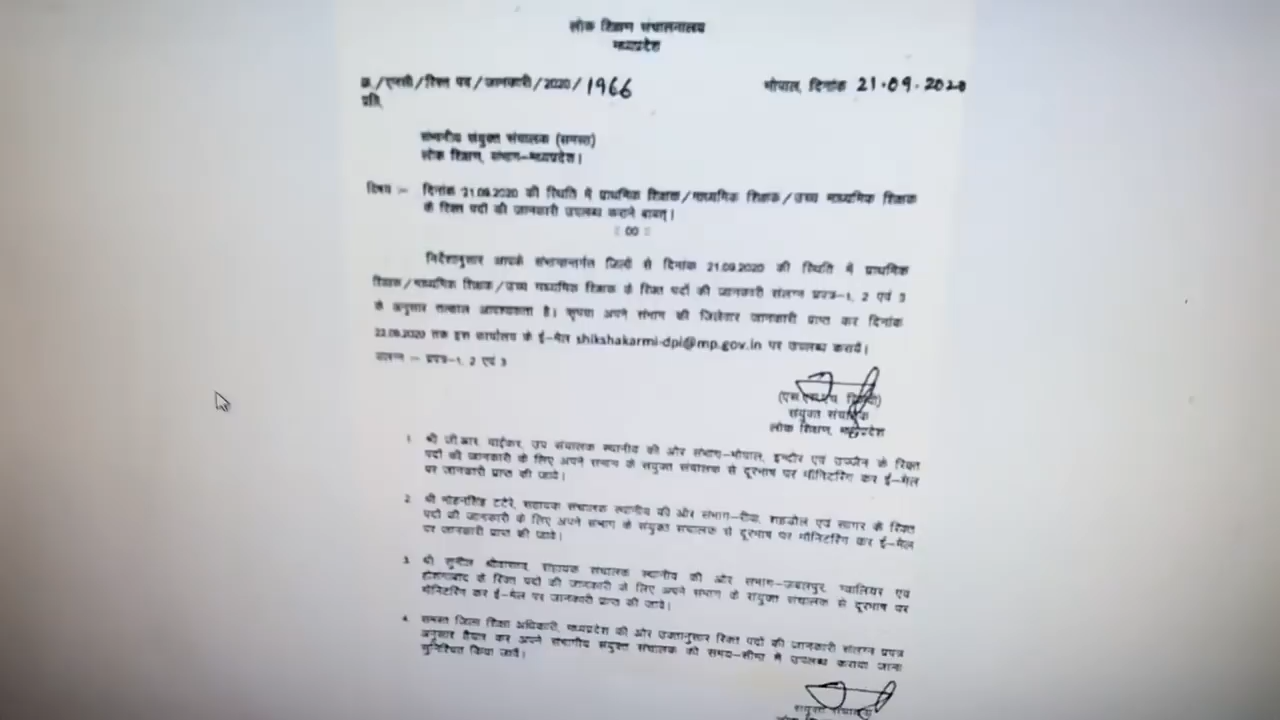 लोक शिक्षण संचालनालय
मध्यप्रदेश
क्र./एनसी/रिक्त पद/जानकारी/2020/1966
भोपाल, दिनांक 21.09.2020
प्रति,
संभागीय संयुक्त संचालक (समस्त)
लोक शिक्षण, संभाग-मध्यप्रदेश।
विषय :- दिनांक 21.09.2020 की स्थिति में प्राथमिक शिक्षक/माध्यमिक शिक्षक/उच्च माध्यमिक शिक्षक
के रिक्त पदों की जानकारी उपलब्ध कराने बाबत्।
00
निर्देशानुसार आपके संभागान्तर्गत जिलों से दिनांक 21.09.2020 की स्थिति में प्राथमिक
शिक्षक/माध्यमिक शिक्षक/उच्च माध्यमिक शिक्षक के रिक्त पदों की जानकारी संलग्न प्रपत्र-1, 2 एवं 3
के अनुसार तत्काल आवश्यकता है। कृपया अपने संभाग की जिलेवार जानकारी प्राप्त कर दिनांक
22.09.2020 तक इस कार्यालय के ई-मेल shikshakarmi-dpi@mp.gov.in पर उपलब्ध करायें।
संलग्न :- प्रपत्र-1, 2 एवं 3
संयुक्त संचालक
लोक शिक्षण, मध्यप्रदेश
1. श्री जी.आर. उप संचालक स्थानीय की ओर संभाग-भोपाल, इन्दौर एवं उज्जैन के रिक्त
पदों की जानकारी के लिए अपने संभाग के संयुक्त संचालक से दूरभाष पर मॉनिटरिंग कर ई-मेल
पर जानकारी प्राप्त की जावे।
2. श्री मोहनसिंह टटेरे, सहायक संचालक स्थानीय की ओर संभाग-रीवा, शहडोल एवं सागर के रिक्त
पदों की जानकारी के लिए अपने संभाग के संयुक्त संचालक से दूरभाष पर मॉनिटरिंग कर ई-मेल
पर जानकारी प्राप्त की जावे।
3. श्री सुनील श्रीवास्तव, सहायक संचालक स्थानीय की ओर संभाग-जबलपुर, ग्वालियर एवं
होशंगाबाद के रिक्त पदों की जानकारी के लिए अपने संभाग के संयुक्त संचालक से दूरभाष पर
मॉनिटरिंग कर ई-मेल पर जानकारी प्राप्त की जावे।
4. समस्त जिला शिक्षा अधिकारी, मध्यप्रदेश की ओर उक्तानुसार रिक्त पदों की जानकारी संलग्न प्रपत्र
अनुसार तैयार कर अपने संभागीय संयुक्त संचालक को समय-सीमा में उपलब्ध कराया जाना
सुनिश्चित किया जावे।
संयुक्त संचालक